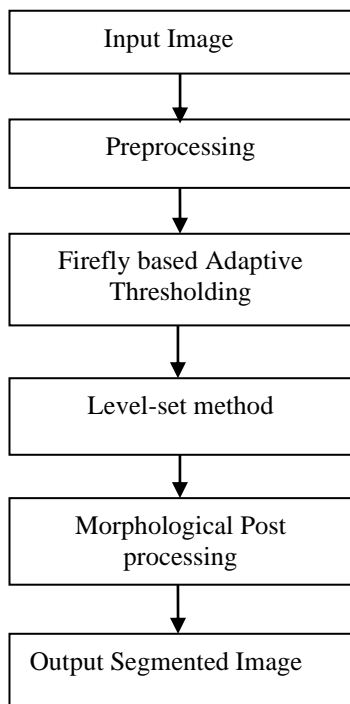 Input Image
Preprocessing
Firefly based Adaptive
Thresholding
Level-set method
Morphological Post
processing
Output Segmented Image